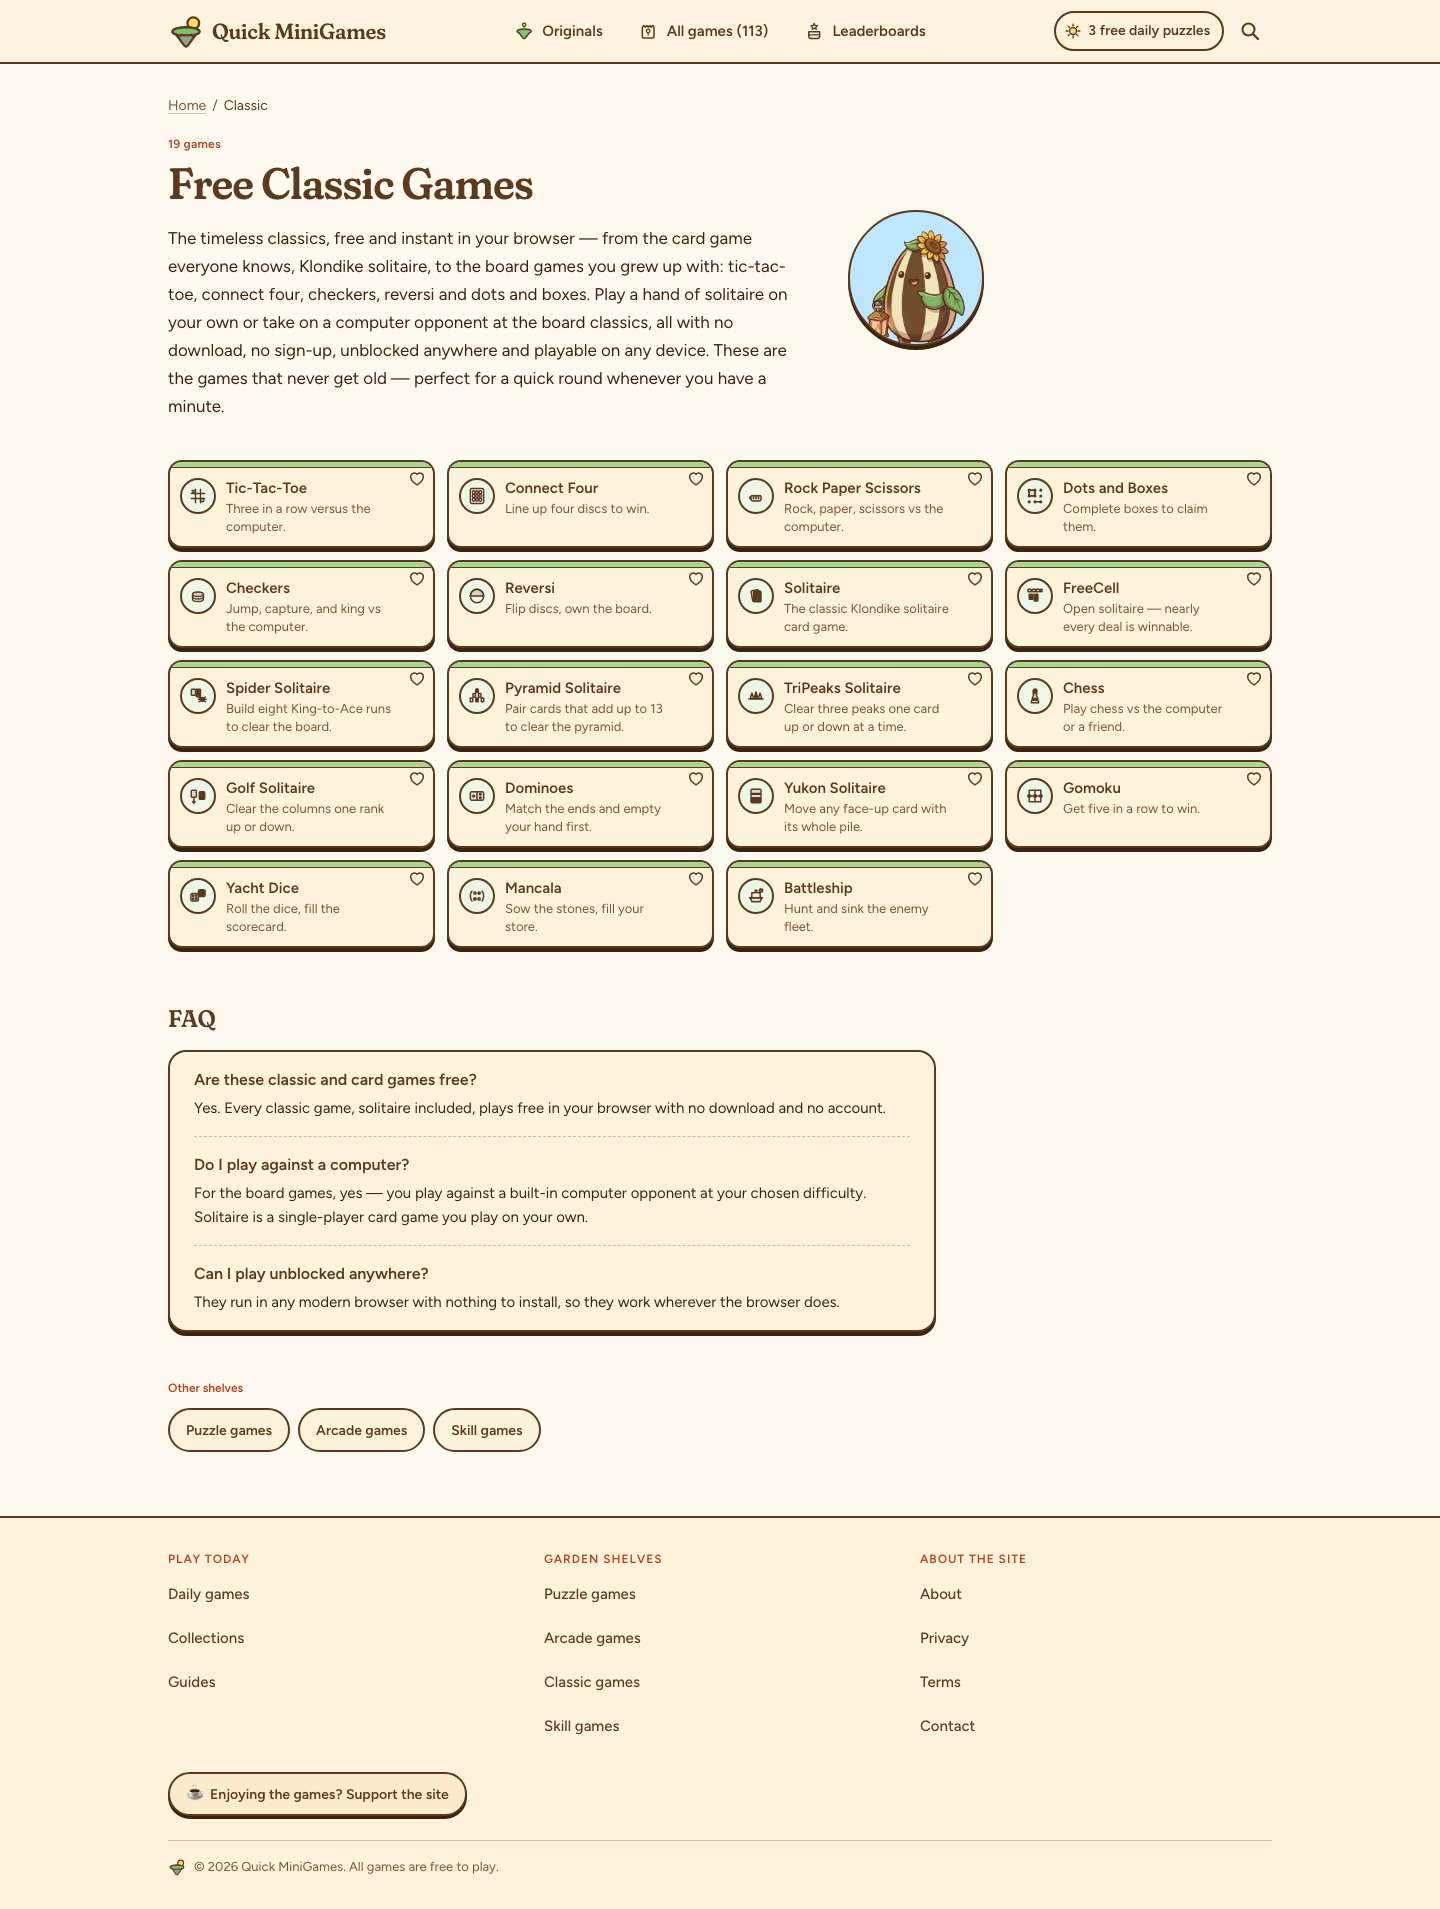 Quick MiniGames
Originals
All games (113)
Leaderboards
3 free daily puzzles
Home / Classic
19 games
Free Classic Games
The timeless classics, free and instant in your browser — from the card game
everyone knows, Klondike solitaire, to the board games you grew up with: tic-tac-
toe, connect four, checkers, reversi and dots and boxes. Play a hand of solitaire on
your own or take on a computer opponent at the board classics, all with no
download, no sign-up, unblocked anywhere and playable on any device. These are
the games that never get old — perfect for a quick round whenever you have a
minute.
Tic-Tac-Toe
Three in a row versus the
computer.
Connect Four
Line up four discs to win.
Rock Paper Scissors
Rock, paper, scissors vs the
computer.
Dots and Boxes
Complete boxes to claim
them.
Checkers
Jump, capture, and king vs
the computer.
Reversi
Flip discs, own the board.
Solitaire
The classic Klondike solitaire
card game.
FreeCell
Open solitaire — nearly
every deal is winnable.
Spider Solitaire
Build eight King-to-Ace runs
to clear the board.
Pyramid Solitaire
Pair cards that add up to 13
to clear the pyramid.
TriPeaks Solitaire
Clear three peaks one card
up or down at a time.
Chess
Play chess vs the computer
or a friend.
Golf Solitaire
Clear the columns one rank
up or down.
Dominoes
Match the ends and empty
your hand first.
Yukon Solitaire
Move any face-up card with
its whole pile.
Gomoku
Get five in a row to win.
Yacht Dice
Roll the dice, fill the
scorecard.
Mancala
Sow the stones, fill your
store.
Battleship
Hunt and sink the enemy
fleet.
FAQ
Are these classic and card games free?
Yes. Every classic game, solitaire included, plays free in your browser with no download and no account.
Do I play against a computer?
For the board games, yes — you play against a built-in computer opponent at your chosen difficulty.
Solitaire is a single-player card game you play on your own.
Can I play unblocked anywhere?
They run in any modern browser with nothing to install, so they work wherever the browser does.
Other shelves
Puzzle games
Arcade games
Skill games
PLAY TODAY
Daily games
Collections
Guides
GARDEN SHELVES
Puzzle games
Arcade games
Classic games
Skill games
ABOUT THE SITE
About
Privacy
Terms
Contact
Enjoying the games? Support the site
© 2026 Quick MiniGames. All games are free to play.